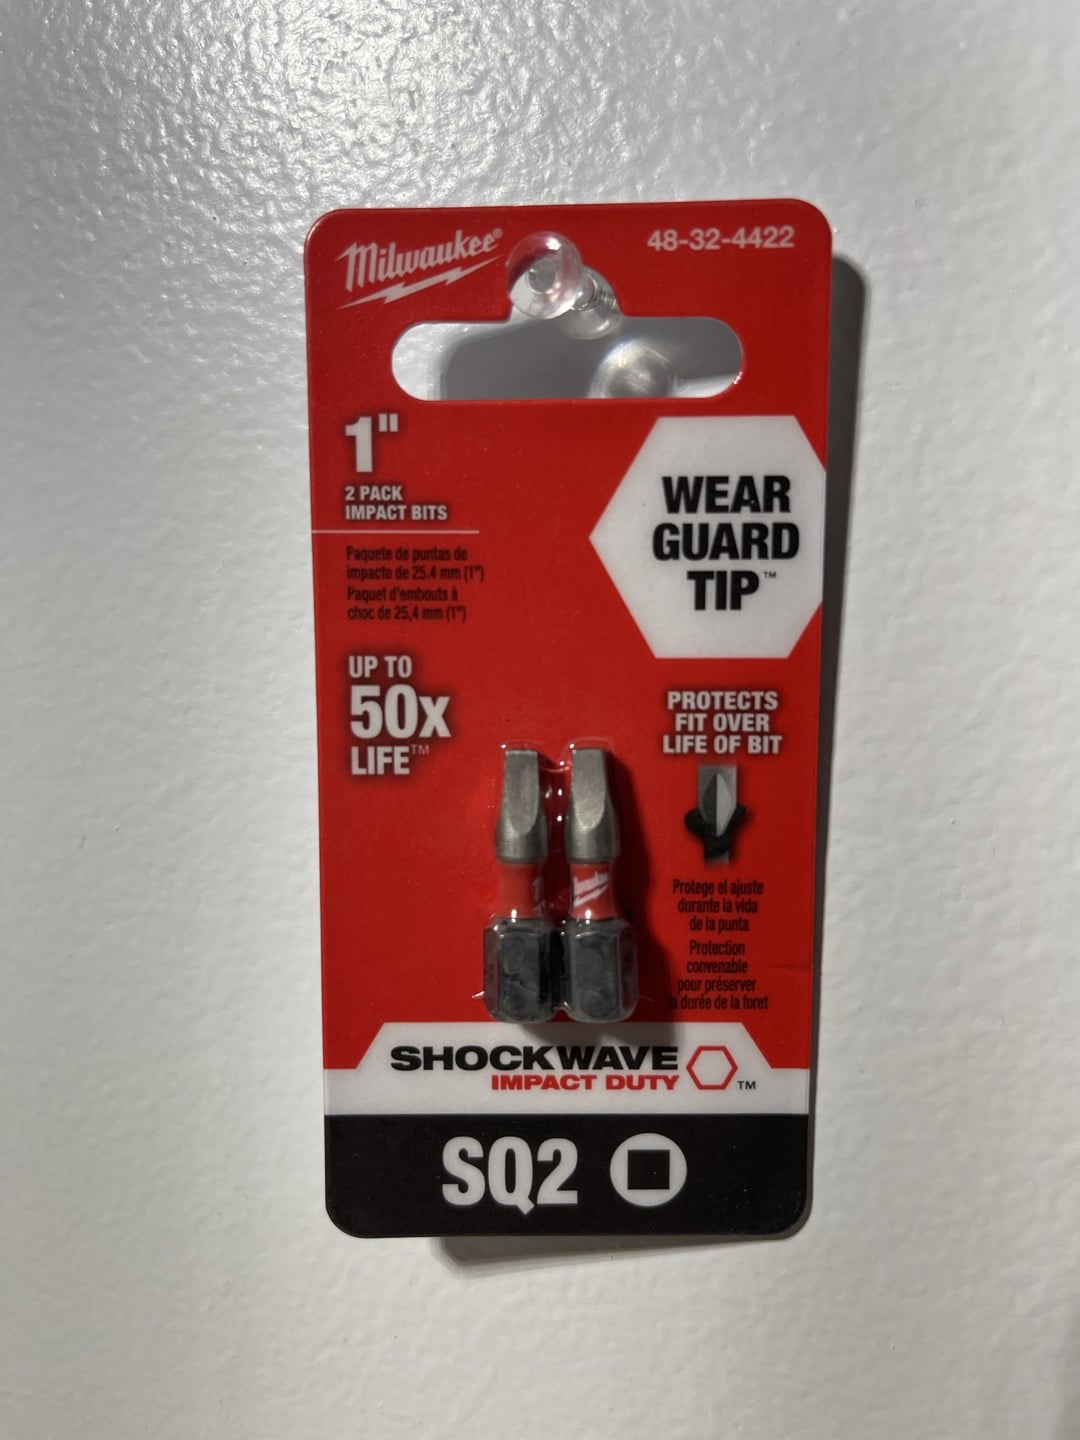 Milwaukee®
48-32-4422
1"
2 PACK
IMPACT BITS
Paquete de puntas de
impacto de 25.4 mm (1")
Paquet d'embouts à
choc de 25,4 mm (1")
UP TO
50x
LIFE™
WEAR
GUARD
TIP™
PROTECTS
FIT OVER
LIFE OF BIT
Protege el ajuste
durante la vida
de la punta
Protection
convenable
pour préserver
la durée de la foret
Milwaukee
SHOCKWAVE
IMPACT DUTY ™
SQ2